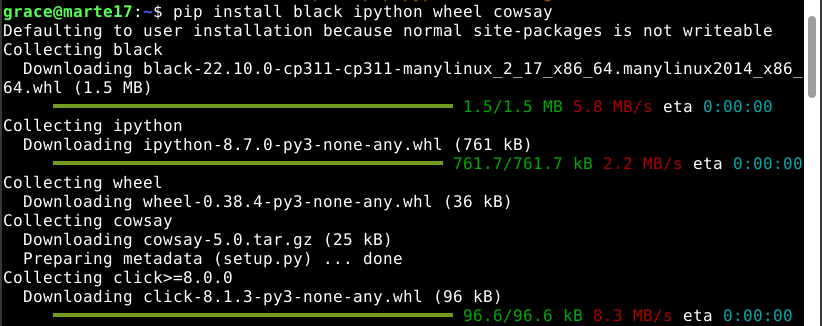 grace@marte17:~$ pip install black ipython wheel cowsay
Defaulting to user installation because normal site-packages is not writeable
Collecting black
  Downloading black-22.10.0-cp311-cp311-manylinux_2_17_x86_64.manylinux2014_x86_
64.whl (1.5 MB)
1.5/1.5 MB 5.8 MB/s eta 0:00:00
Collecting ipython
  Downloading ipython-8.7.0-py3-none-any.whl (761 kB)
761.7/761.7 kB 2.2 MB/s eta 0:00:00
Collecting wheel
  Downloading wheel-0.38.4-py3-none-any.whl (36 kB)
Collecting cowsay
  Downloading cowsay-5.0.tar.gz (25 kB)
  Preparing metadata (setup.py) ... done
Collecting click>=8.0.0
  Downloading click-8.1.3-py3-none-any.whl (96 kB)
96.6/96.6 kB 8.3 MB/s eta 0:00:00